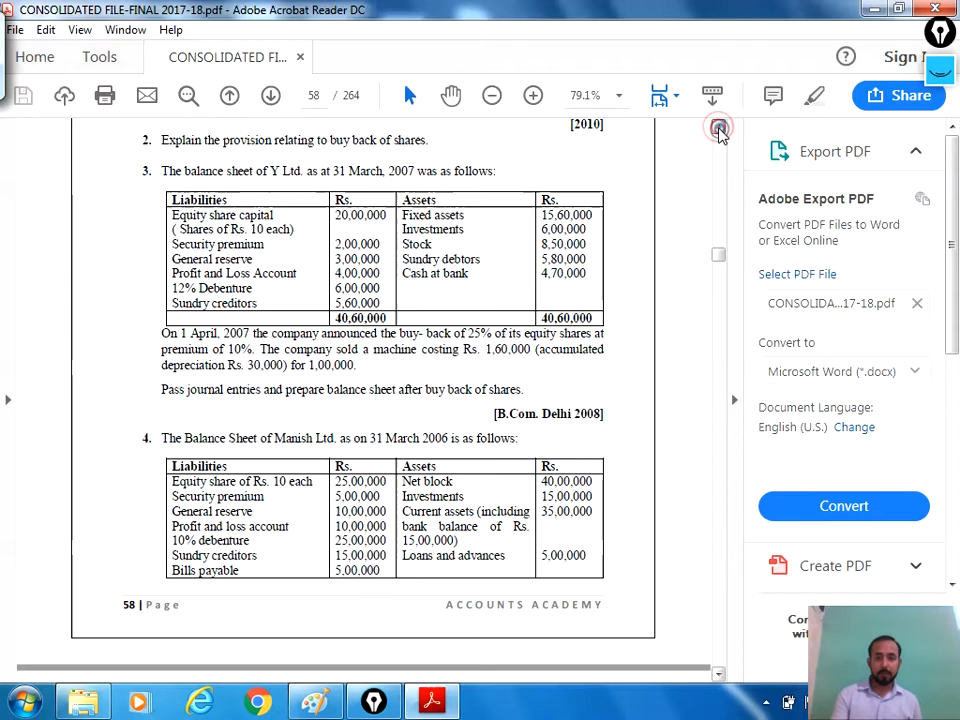 CONSOLIDATED FILE-FINAL 2017-18.pdf - Adobe Acrobat Reader DC
File Edit View Window Help
Home Tools CONSOLIDATED FI... × Sign
58 / 264 79.1% Share
[2010]
2. Explain the provision relating to buy back of shares.
3. The balance sheet of Y Ltd. as at 31 March, 2007 was as follows:
Liabilities Rs. Assets Rs.
Equity share capital 20,00,000 Fixed assets 15,60,000
( Shares of Rs. 10 each) Investments 6,00,000
Security premium 2,00,000 Stock 8,50,000
General reserve 3,00,000 Sundry debtors 5,80,000
Profit and Loss Account 4,00,000 Cash at bank 4,70,000
12% Debenture 6,00,000
Sundry creditors 5,60,000
40,60,000 40,60,000
On 1 April, 2007 the company announced the buy- back of 25% of its equity shares at
premium of 10%. The company sold a machine costing Rs. 1,60,000 (accumulated
depreciation Rs. 30,000) for 1,00,000.
Pass journal entries and prepare balance sheet after buy back of shares.
[B.Com. Delhi 2008]
4. The Balance Sheet of Manish Ltd. as on 31 March 2006 is as follows:
Liabilities Rs. Assets Rs.
Equity share of Rs. 10 each 25,00,000 Net block 40,00,000
Security premium 5,00,000 Investments 15,00,000
General reserve 10,00,000 Current assets (including 35,00,000
Profit and loss account 10,00,000 bank balance of Rs.
10% debenture 25,00,000 15,00,000)
Sundry creditors 15,00,000 Loans and advances 5,00,000
Bills payable 5,00,000
58 | Page ACCOUNTS ACADEMY
Export PDF
Adobe Export PDF
Convert PDF Files to Word
or Excel Online
Select PDF File
CONSOLIDA...17-18.pdf
Convert to
Microsoft Word (*.docx)
Document Language:
English (U.S.) Change
Convert
Create PDF